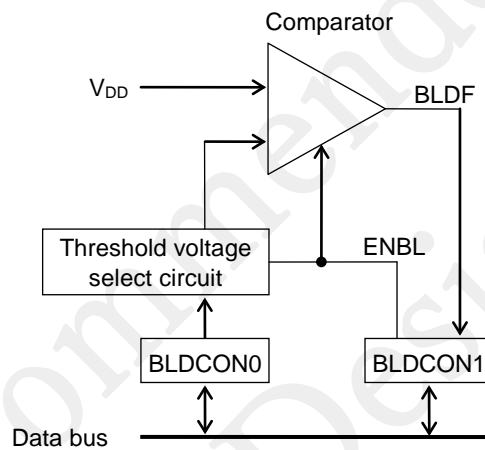 Comparator
VDD
BLDF
Threshold voltage
select circuit
ENBL
BLDCON0
BLDCON1
Data bus